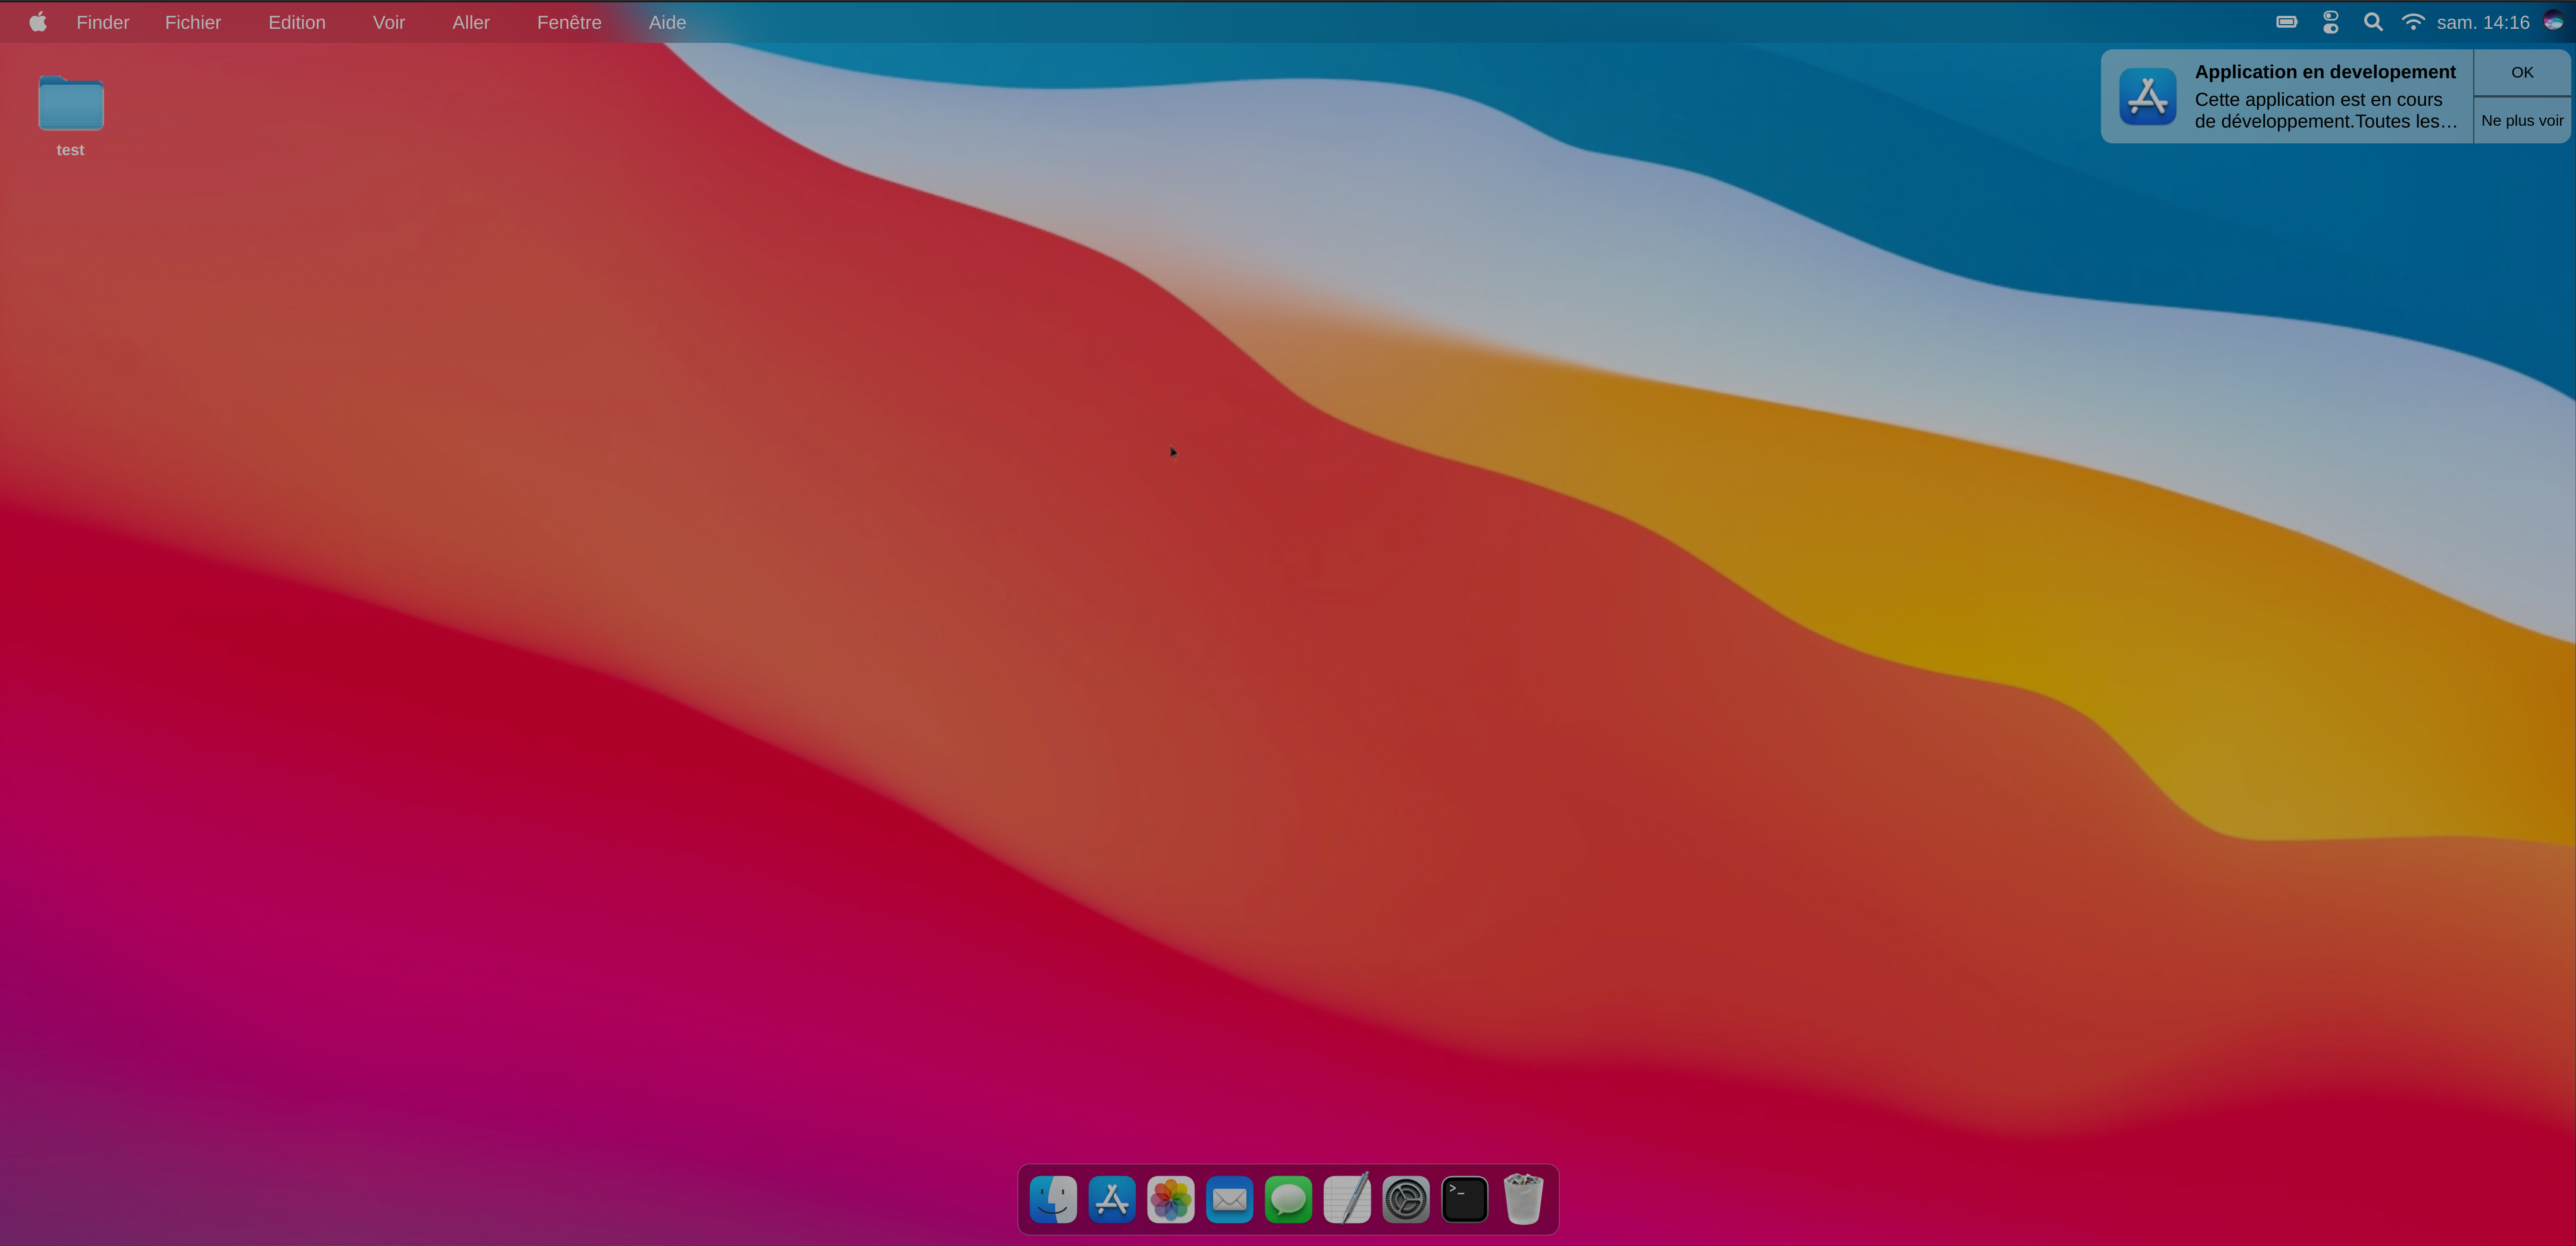 Finder Fichier Edition Voir Aller Fenêtre Aide sam. 14:16
Application en developement
Cette application est en cours
de développement.Toutes les…
OK
Ne plus voir
test
>_